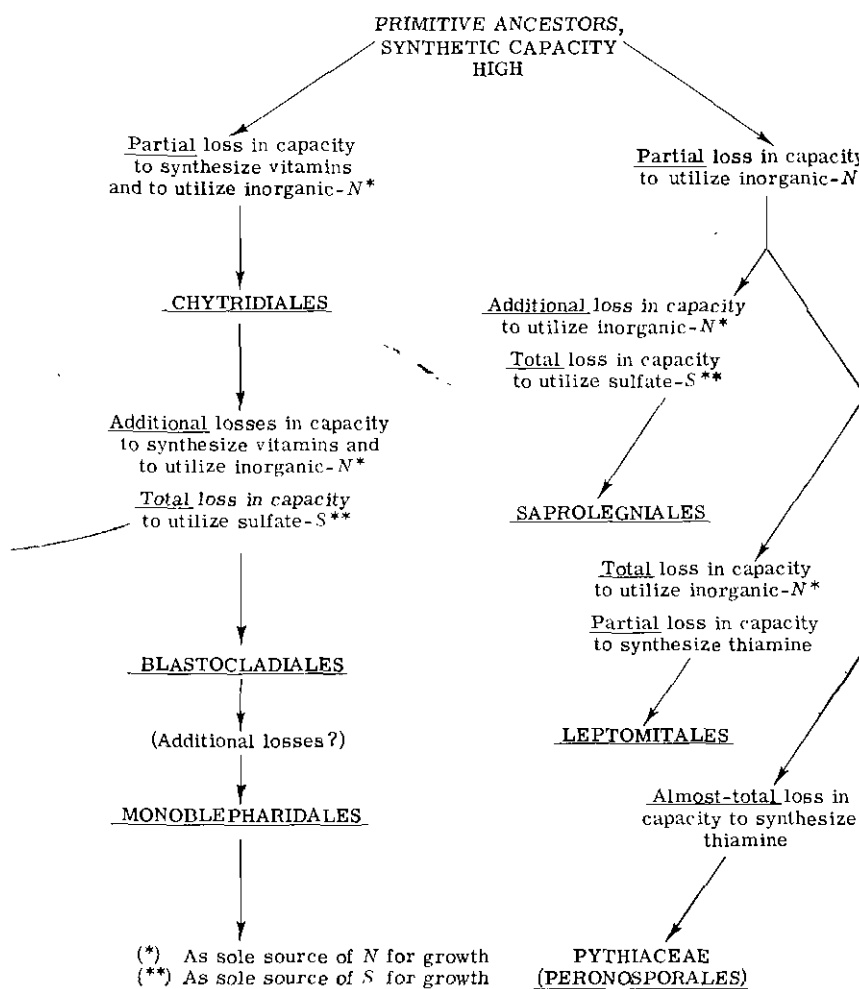 PRIMITIVE ANCESTORS,
SYNTHETIC CAPACITY
HIGH
Partial loss in capacity
to synthesize vitamins
and to utilize inorganic-N*
CHYTRIDIALES
Additional losses in capacity
to synthesize vitamins and
to utilize inorganic-N*
Total loss in capacity
to utilize sulfate-S**
BLASTOCLADIALES
(Additional losses?)
MONOBLEPHARIDALES
Partial loss in capacity
to utilize inorganic-N
Additional loss in capacity
to utilize inorganic-N*
Total loss in capacity
to utilize sulfate-S**
SAPROLEGNIALES
Total loss in capacity
to utilize inorganic-N*
Partial loss in capacity
to synthesize thiamine
LEPTOMITALES
Almost-total loss in
capacity to synthesize
thiamine
PYTHIACEAE
(PERONOSPORALES)
(*) As sole source of N for growth
(**) As sole source of S for growth